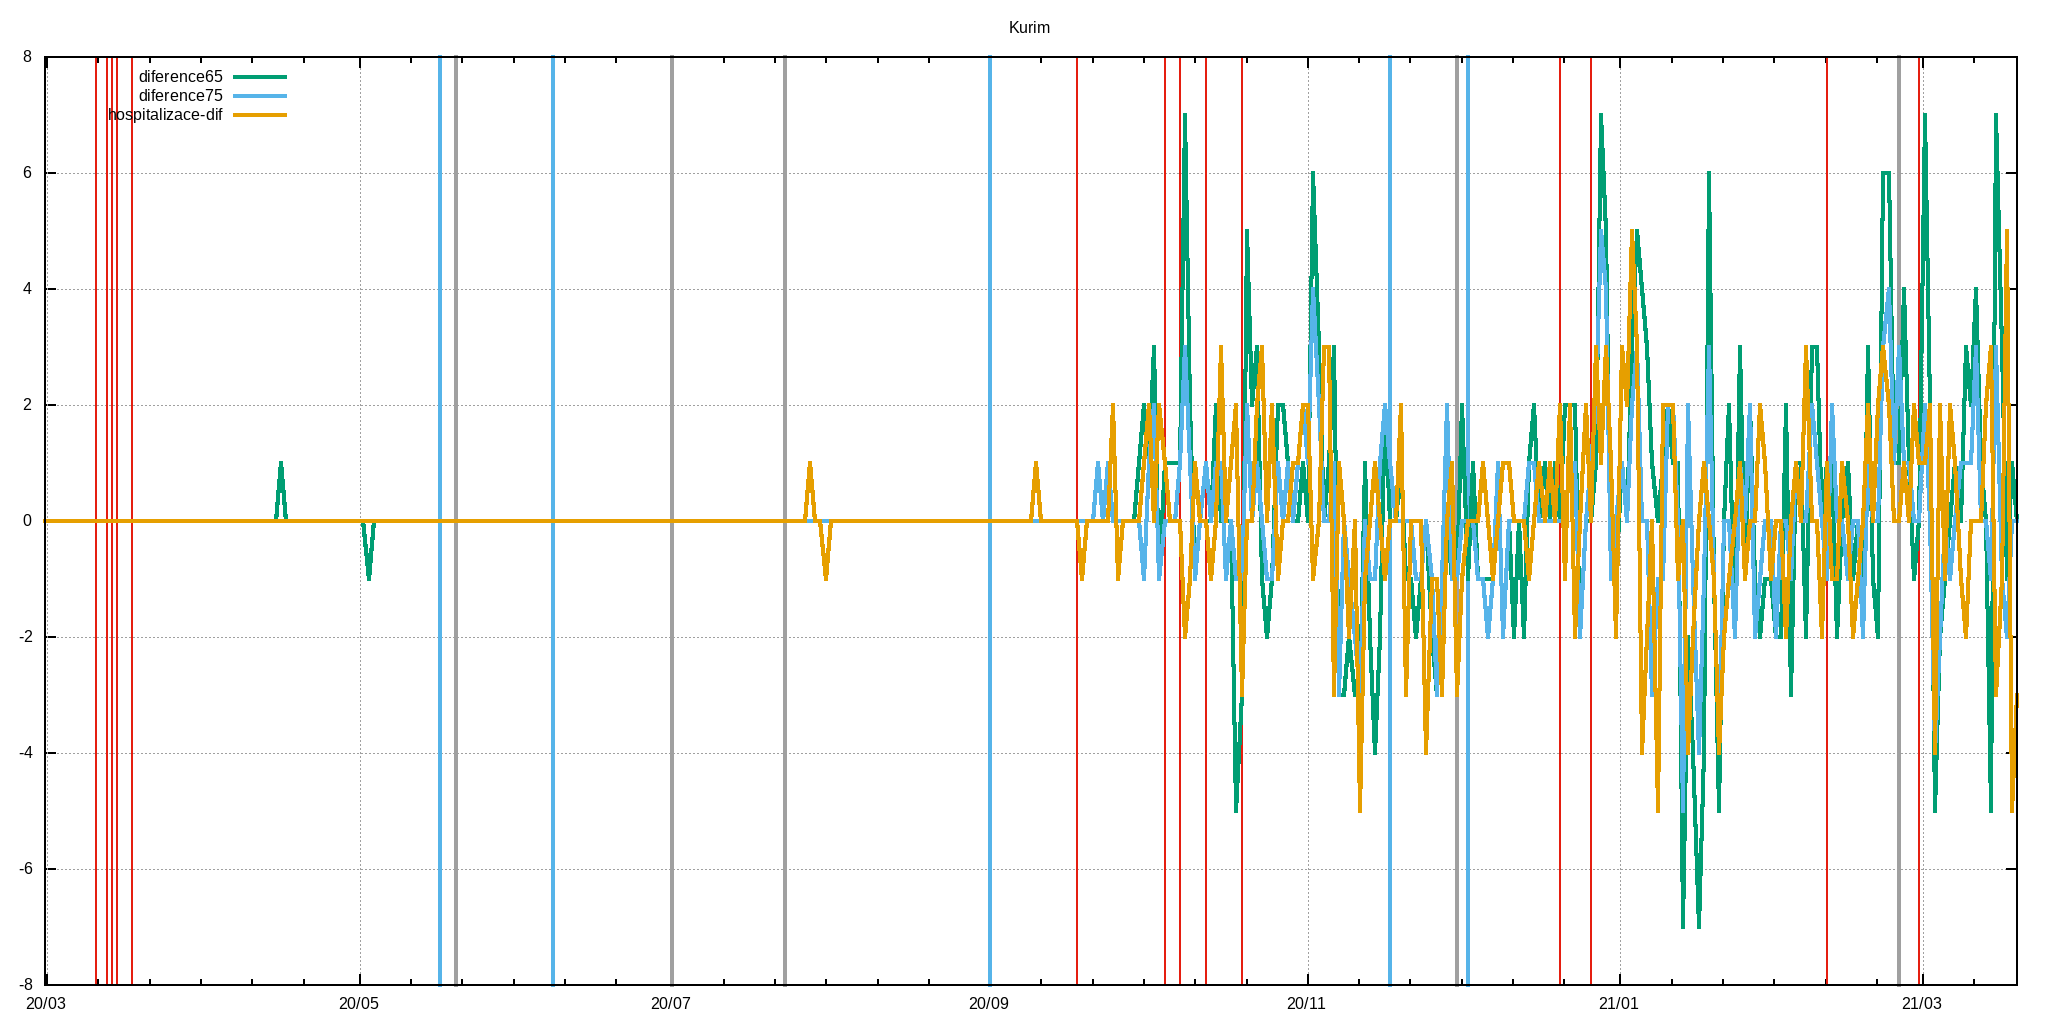 Kurim
8
diference65
diference75
hospitalizace-dif
6
4
2
0
-2
-4
-6
-8
20/03 20/05 20/07 20/09 20/11 21/01 21/03